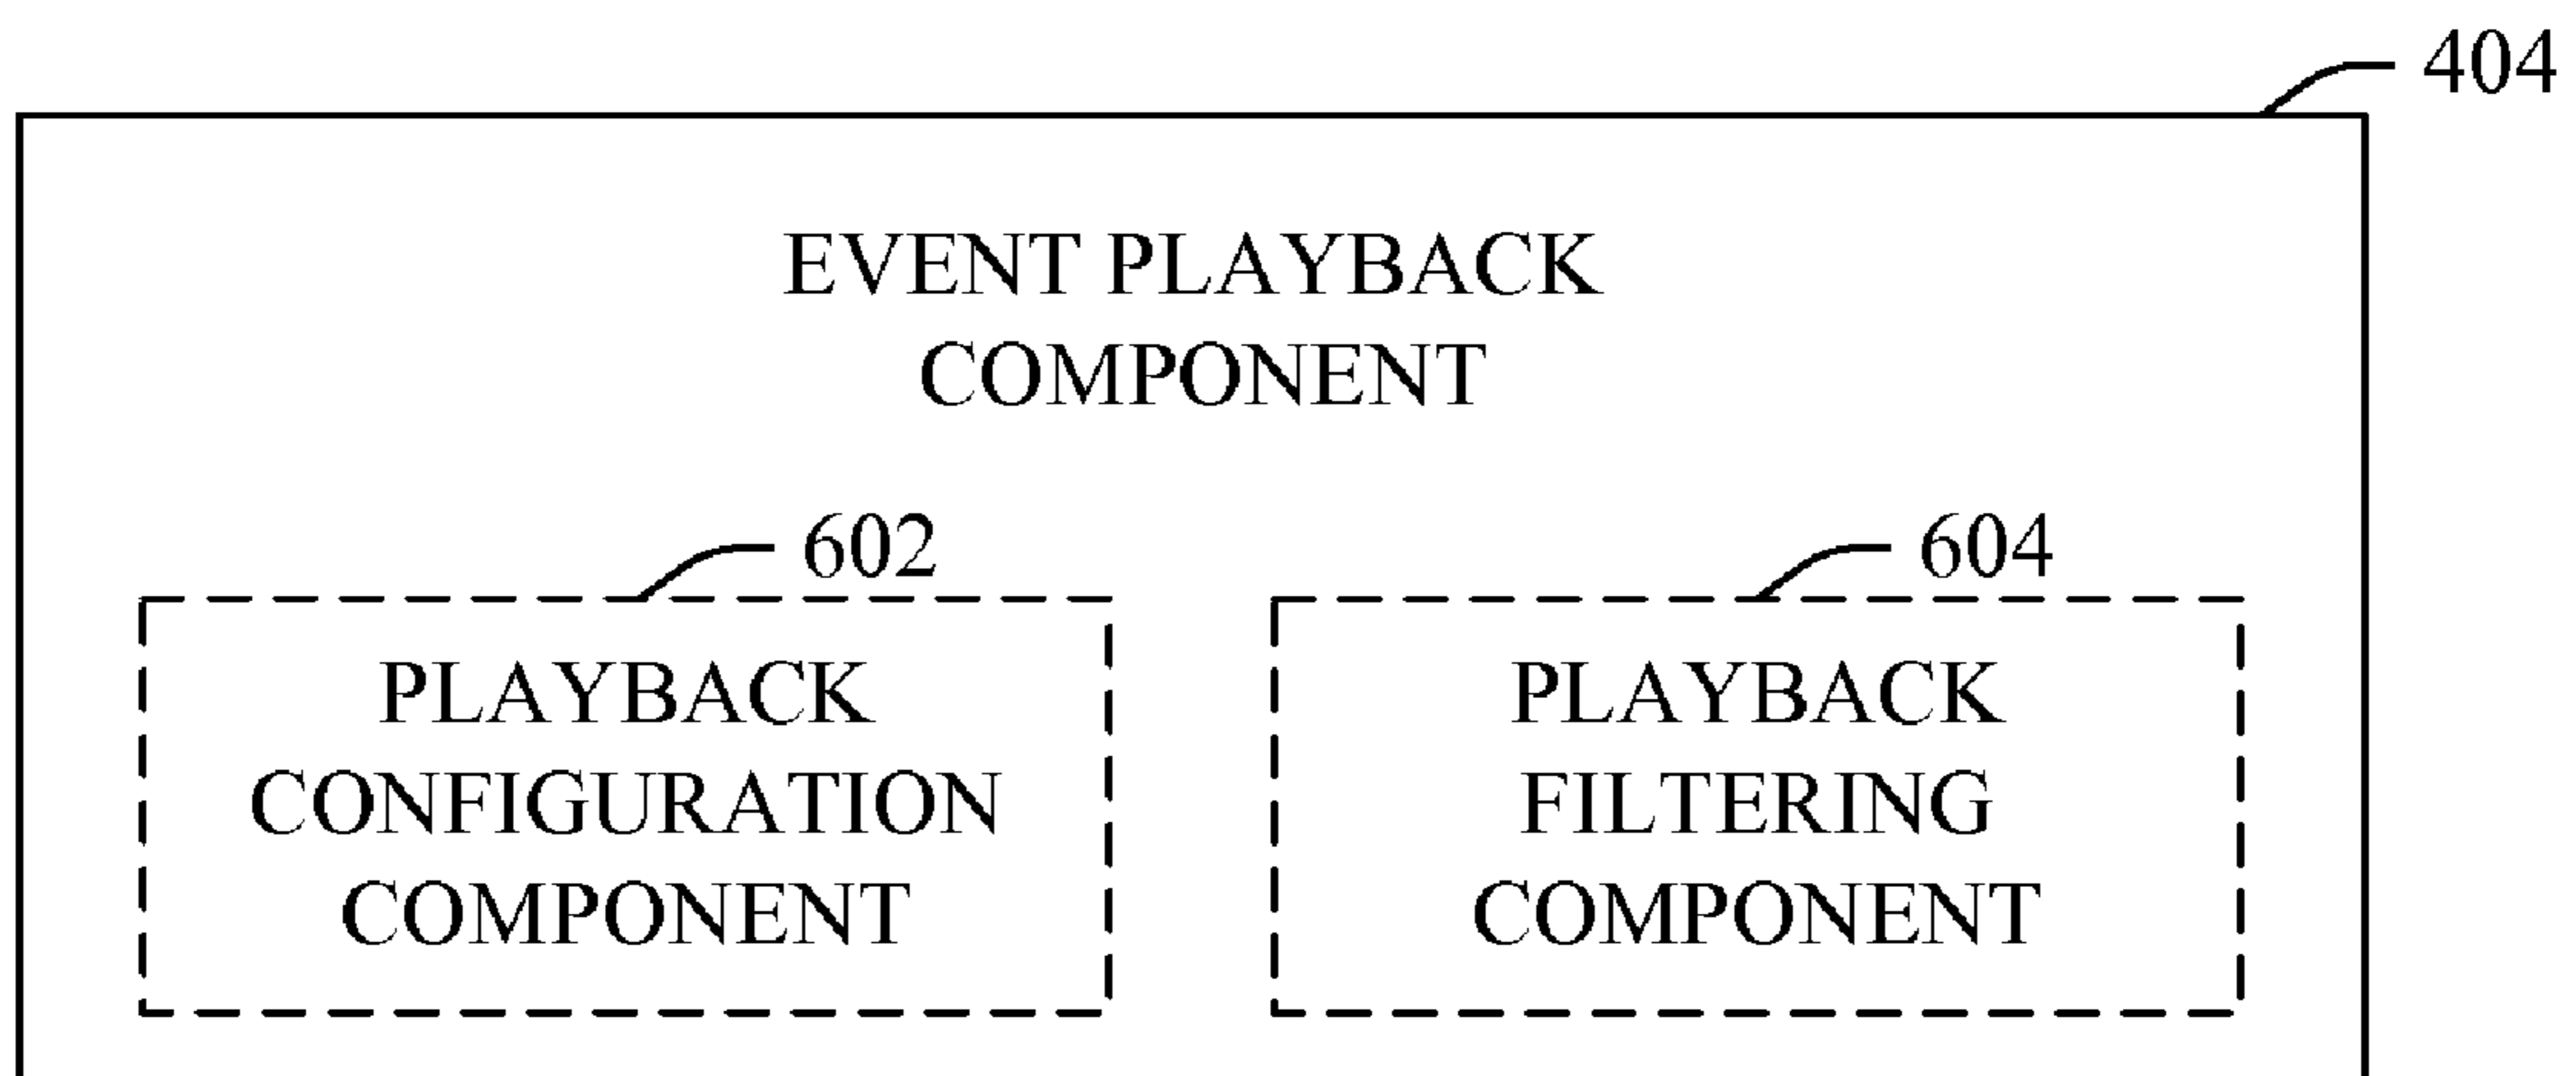 404
EVENT PLAYBACK
COMPONENT
602
604
PLAYBACK
CONFIGURATION
COMPONENT
PLAYBACK
FILTERING
COMPONENT